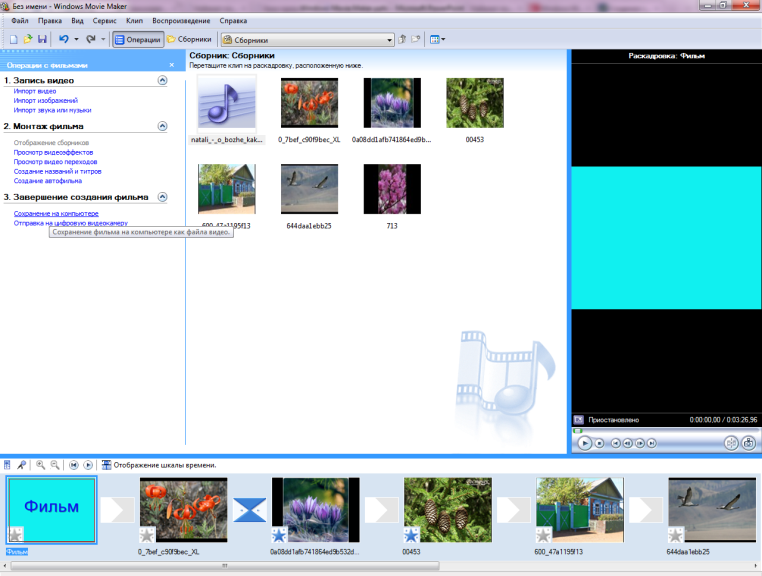 Без имени - Windows Movie Maker
Файл Правка Вид Сервис Клип Воспроизведение Справка
Операции Сборники Сборники
Операции с фильмами
1. Запись видео
Импорт видео
Импорт изображений
Импорт звука или музыки
2. Монтаж фильма
Отображение сборников
Просмотр видеоэффектов
Просмотр видео переходов
Создание названий и титров
Создание автофильма
3. Завершение создания фильма
Сохранение на компьютере
Отправка на цифровую видеокамеру
Сохранение фильма на компьютере как файла видео.
Сборник: Сборники
Перетащите клип на раскадровку, расположенную ниже.
natali_-_o_bozhe_kak... 0_7bef_c90f9bec_XL 0a08dd1afb741864ed9b... 00453
600_47a1195f13 644daa1ebb25 713
Раскадровка: Фильм
Приостановлено 0:00:00,00 / 0:03:26,96
Отображение шкалы времени.
Фильм
Фильм 0_7bef_c90f9bec_XL 0a08dd1afb741864ed9b532d... 00453 600_47a1195f13 644daa1ebb25